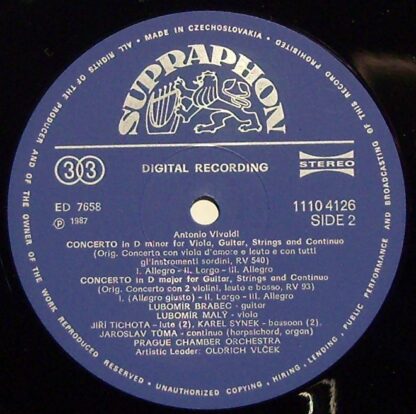 • MADE IN CZECHOSLOVAKIA • ALL RIGHTS OF THE PRODUCER AND OF THE OWNER OF THE WORK REPRODUCED RESERVED • UNAUTHORIZED COPYING • HIRING • LENDING • PUBLIC PERFORMANCE AND BROADCASTING OF THIS RECORD PROHIBITED
SUPRAPHON
33
DIGITAL RECORDING
STEREO
ED 7658
1110 4126
℗ 1987
SIDE 2
Antonio Vivaldi
CONCERTO in D minor for Viola, Guitar, Strings and Continuo
(Orig. Concerto con viola d'amore e leuto e con tutti
gl'instromenti sordini, RV 540)
I. Allegro - II. Largo - III. Allegro
CONCERTO in D major for Guitar, Strings and Continuo
(Orig. Concerto con 2 violini, leuto e basso, RV 93)
I. (Allegro giusto) - II. Largo - III. Allegro
LUBOMÍR BRABEC - guitar
LUBOMÍR MALÝ - viola
JIŘÍ TICHOTA - lute (2), KAREL SYNEK - bassoon (2).
JAROSLAV TŮMA - continuo (harpsichord, organ)
PRAGUE CHAMBER ORCHESTRA
Artistic Leader: OLDŘICH VLČEK